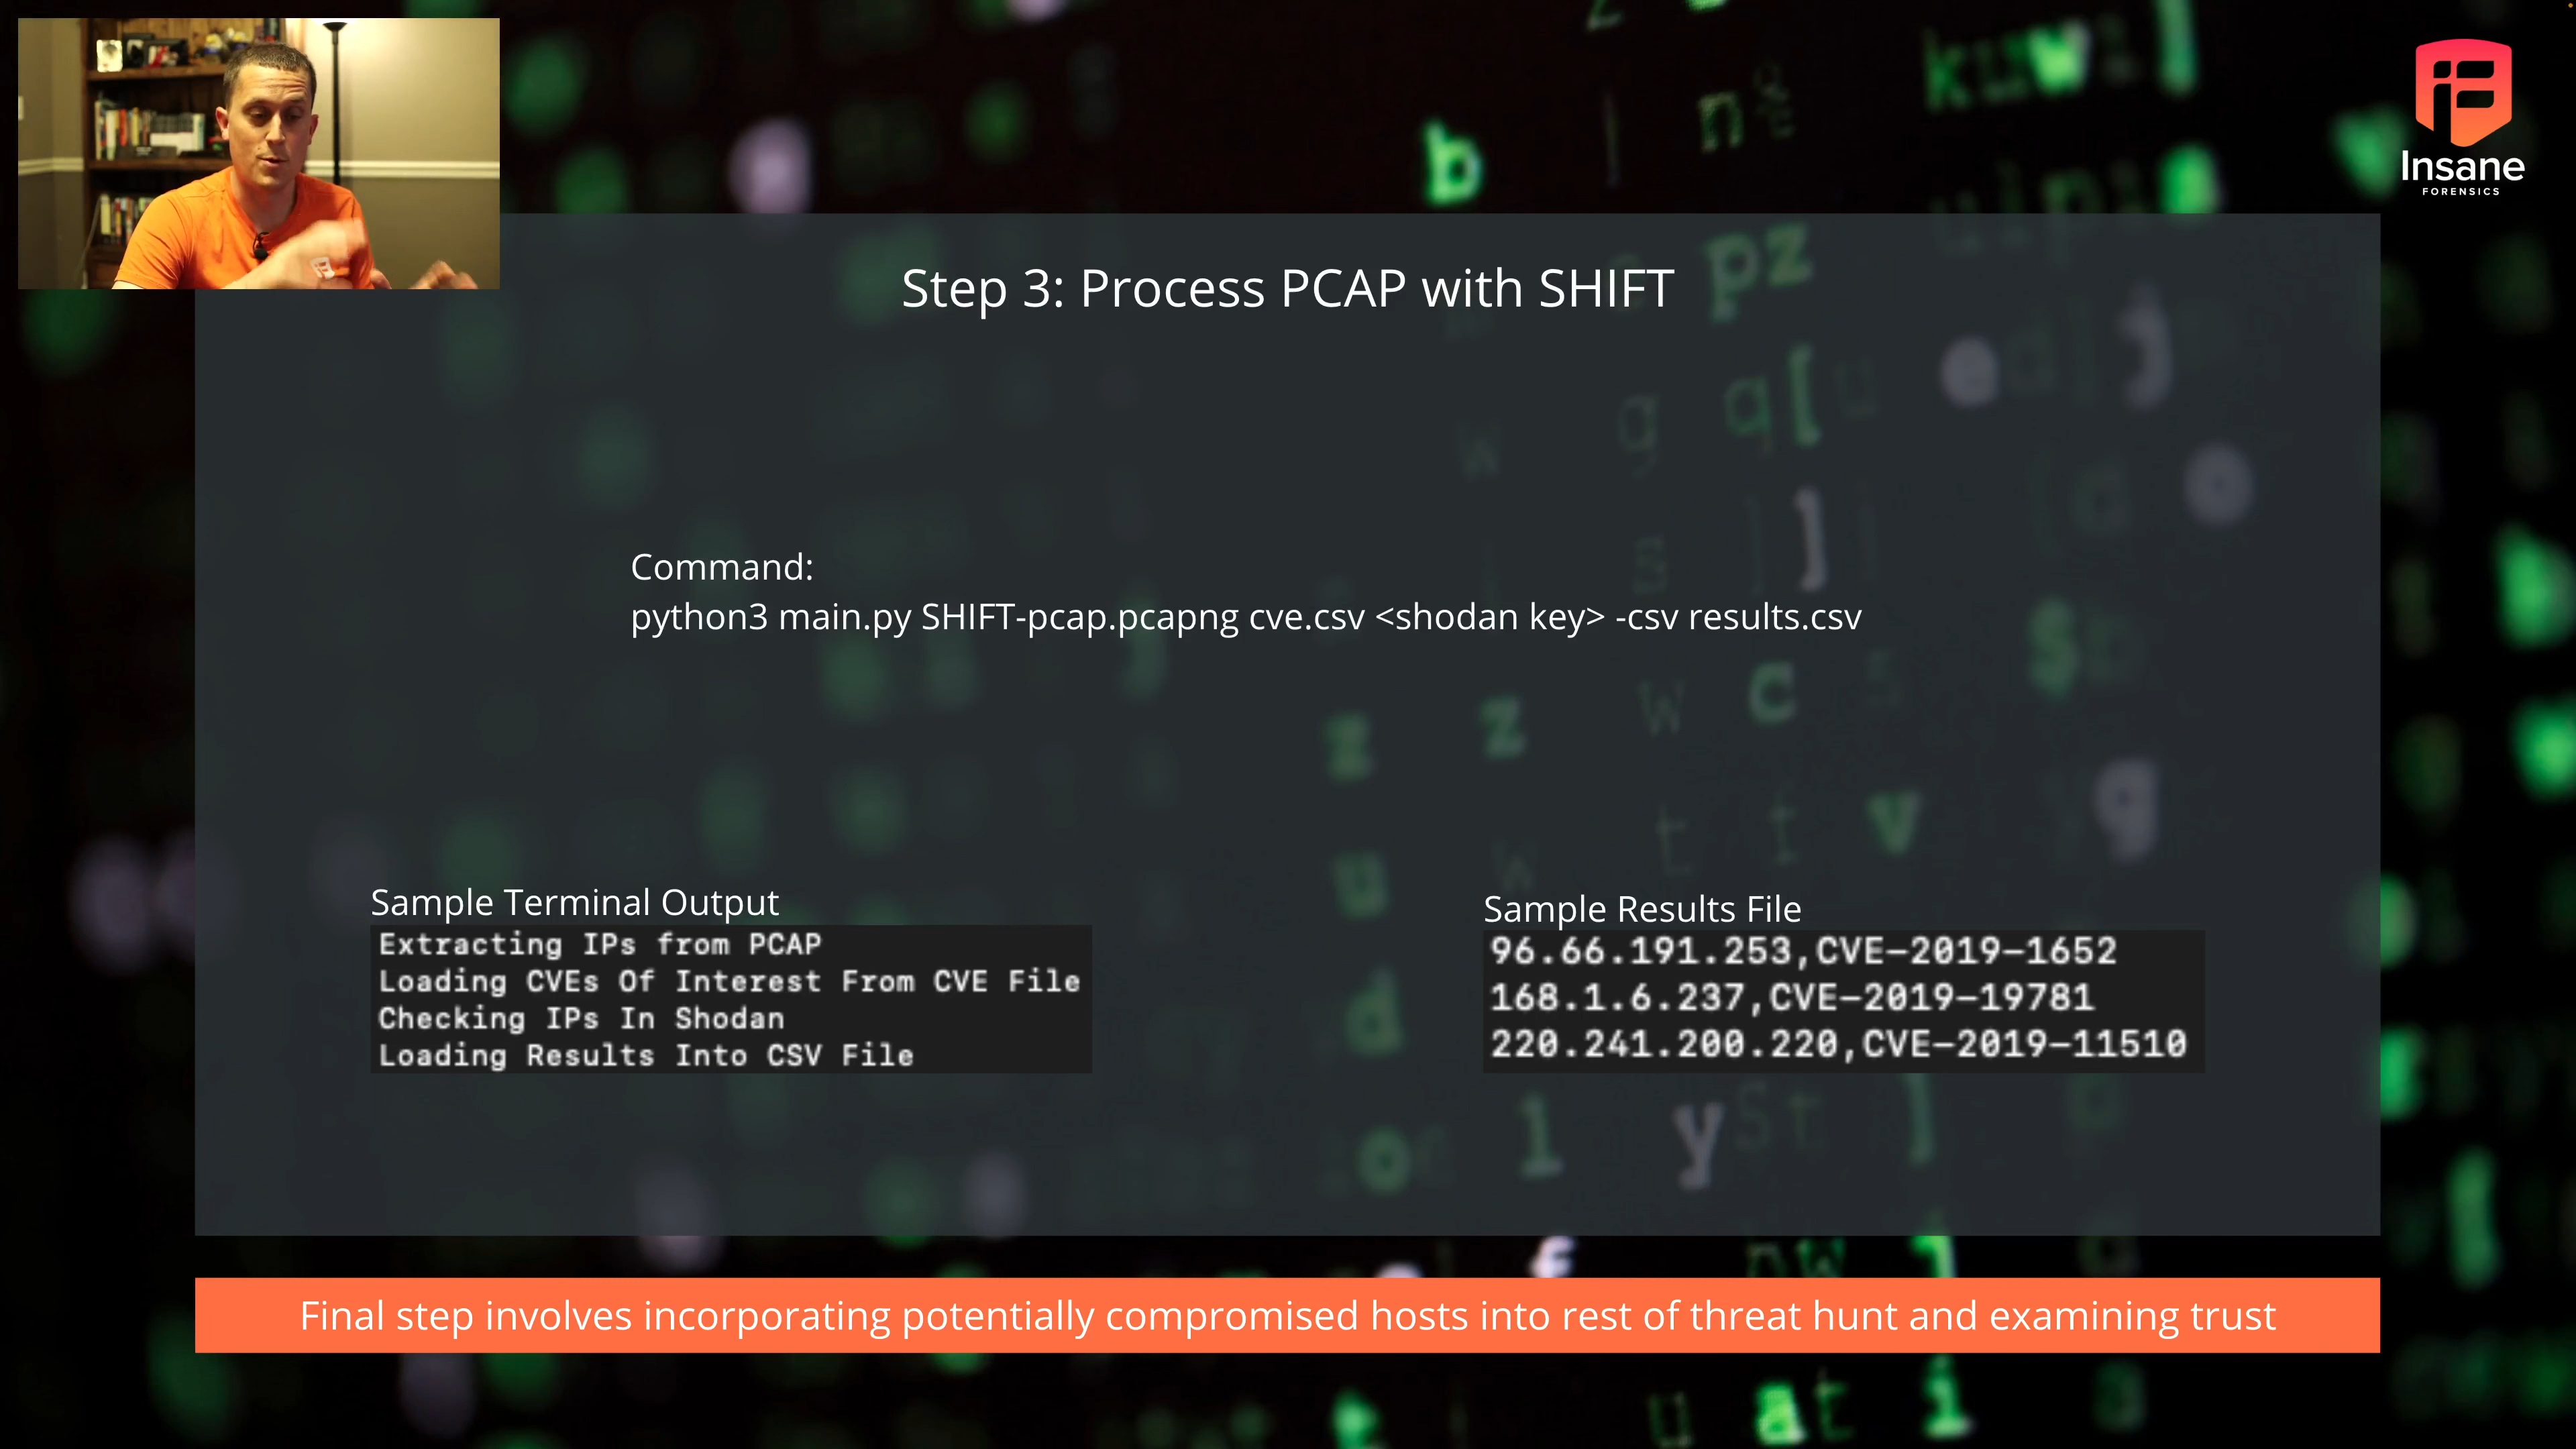 Insane
FORENSICS
Step 3: Process PCAP with SHIFT
Command:
python3 main.py SHIFT-pcap.pcapng cve.csv <shodan key> -csv results.csv
Sample Terminal Output
Extracting IPs from PCAP
Loading CVEs Of Interest From CVE File
Checking IPs In Shodan
Loading Results Into CSV File
Sample Results File
96.66.191.253,CVE-2019-1652
168.1.6.237,CVE-2019-19781
220.241.200.220,CVE-2019-11510
Final step involves incorporating potentially compromised hosts into rest of threat hunt and examining trust